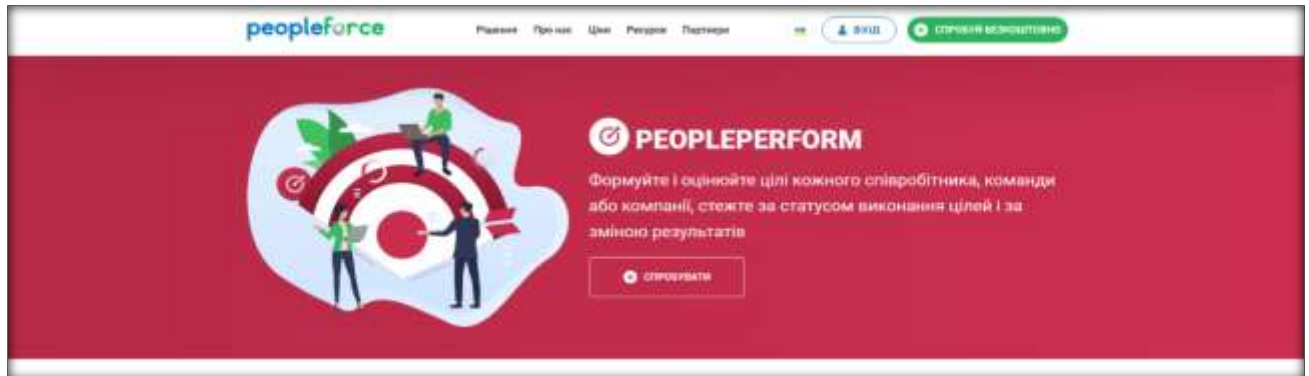 peopleforce
Рішення Про нас Ціни Ресурси Партнери ВХІД СПРОБУЙ БЕЗКОШТОВНО
PEOPLEPERFORM
Формуйте і оцінюйте цілі кожного співробітника, команди
або компанії, стежте за статусом виконання цілей і за
зміною результатів
СПРОБУВАТИ